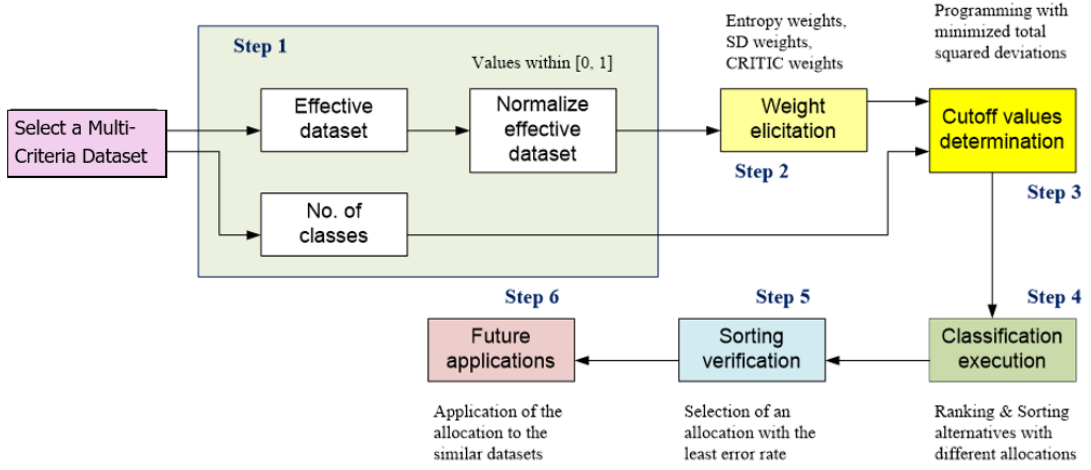 Step 1
Values within [0, 1]
Select a Multi-
Criteria Dataset
Effective
dataset
Normalize
effective
dataset
No. of
classes
Entropy weights,
SD weights,
CRITIC weights
Weight
elicitation
Step 2
Programming with
minimized total
squared deviations
Cutoff values
determination
Step 3
Step 4
Classification
execution
Ranking & Sorting
alternatives with
different allocations
Step 5
Sorting
verification
Selection of an
allocation with the
least error rate
Step 6
Future
applications
Application of the
allocation to the
similar datasets